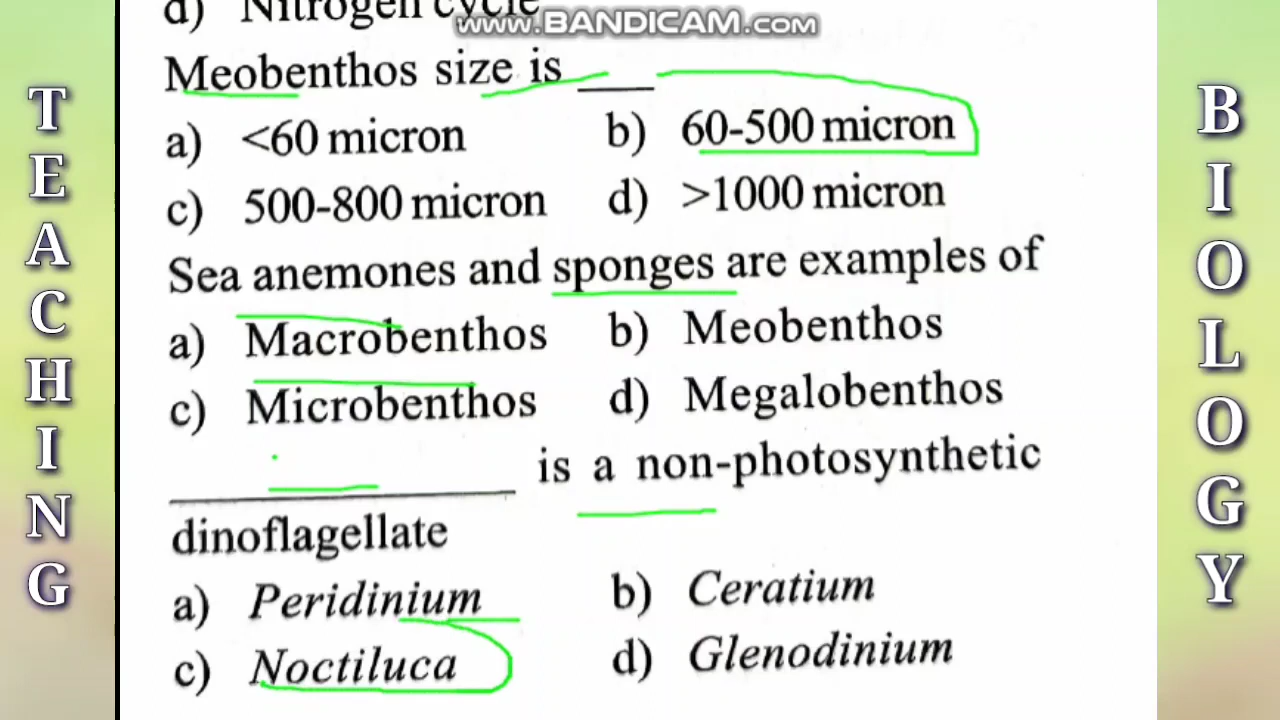 d) Nitrogen cycle
www.BANDICAM.com
Meobenthos size is ____
a) <60 micron b) 60-500 micron
c) 500-800 micron d) >1000 micron
Sea anemones and sponges are examples of
a) Macrobenthos b) Meobenthos
c) Microbenthos d) Megalobenthos
____________ is a non-photosynthetic
dinoflagellate
a) Peridinium b) Ceratium
c) Noctiluca d) Glenodinium
TEACHING
BIOLOGY